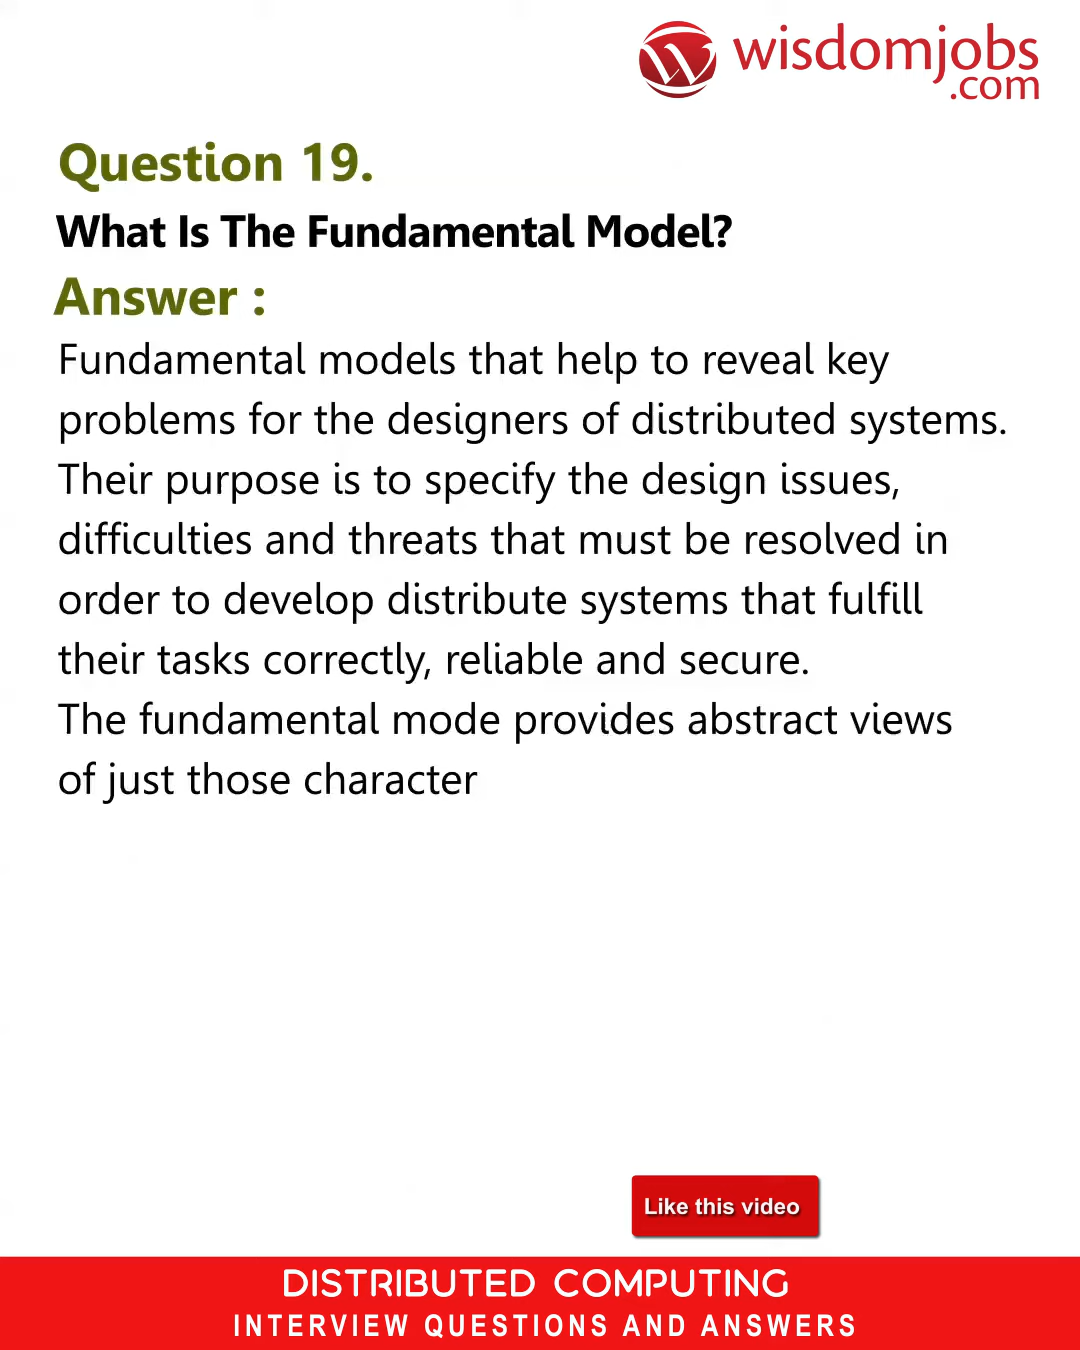 wisdomjobs
.com
Question 19.
What Is The Fundamental Model?
Answer :
Fundamental models that help to reveal key
problems for the designers of distributed systems.
Their purpose is to specify the design issues,
difficulties and threats that must be resolved in
order to develop distribute systems that fulfill
their tasks correctly, reliable and secure.
The fundamental mode provides abstract views
of just those character
Like this video
DISTRIBUTED COMPUTING
INTERVIEW QUESTIONS AND ANSWERS